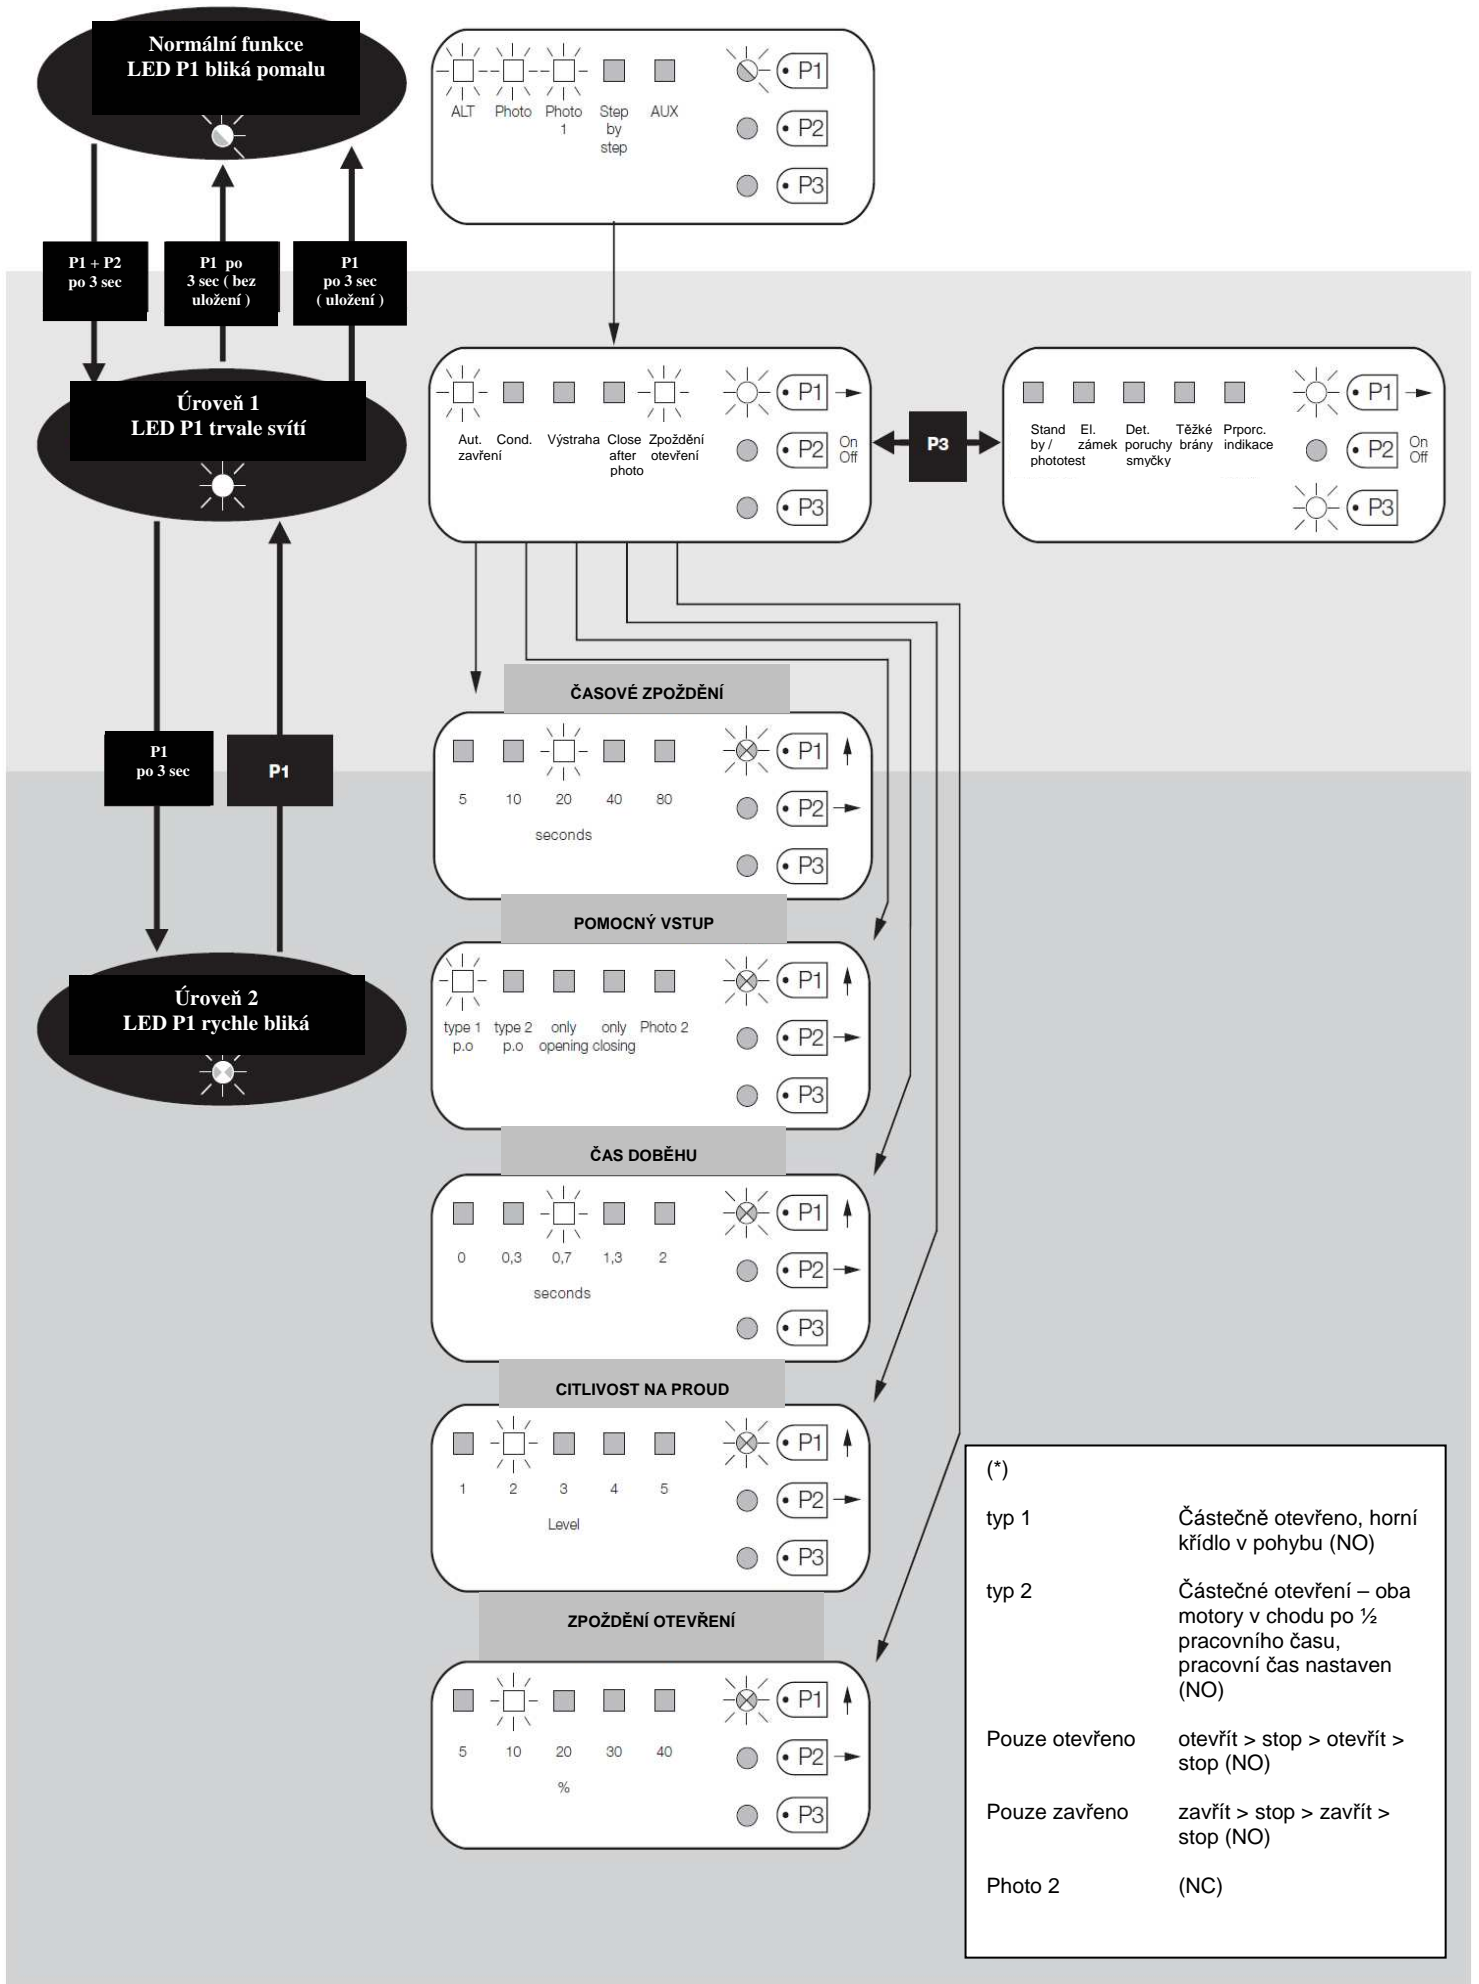 Normální funkce
LED P1 bliká pomalu
P1 + P2
po 3 sec
P1 po
3 sec ( bez
uložení )
P1
po 3 sec
( uložení )
Úroveň 1
LED P1 trvale svítí
P1
po 3 sec
P1
Úroveň 2
LED P1 rychle bliká
ALT Photo Photo 1 Step by step AUX
P1
P2
P3
Aut. zavření Cond. Výstraha Close after photo Zpoždění otevření
P1
P2 On Off
P3
P3
Stand by / phototest El. zámek Det. poruchy smyčky Těžké brány Prporc. indikace
P1
P2 On Off
P3
ČASOVÉ ZPOŽDĚNÍ
P1
5 10 20 40 80
P2
seconds
P3
POMOCNÝ VSTUP
P1
type 1 p.o type 2 p.o only opening only closing Photo 2
P2
P3
ČAS DOBĚHU
P1
0 0,3 0,7 1,3 2
P2
seconds
P3
CITLIVOST NA PROUD
P1
1 2 3 4 5
P2
Level
P3
ZPOŽDĚNÍ OTEVŘENÍ
P1
5 10 20 30 40
P2
%
P3
(*)
typ 1 Částečně otevřeno, horní
křídlo v pohybu (NO)
typ 2 Částečné otevření – oba
motory v chodu po ½
pracovního času,
pracovní čas nastaven
(NO)
Pouze otevřeno otevřít > stop > otevřít >
stop (NO)
Pouze zavřeno zavřít > stop > zavřít >
stop (NO)
Photo 2 (NC)